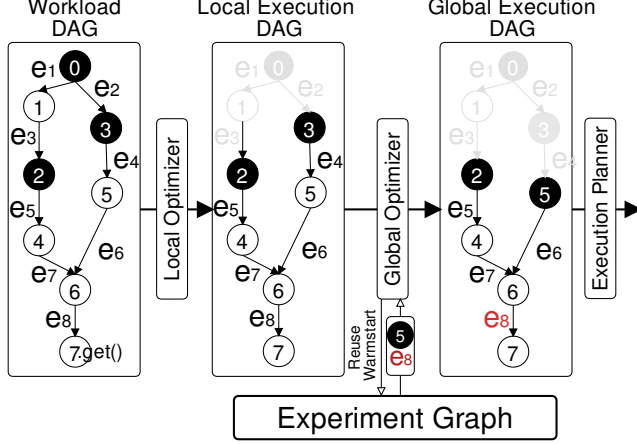 Workload
DAG
Local Execution
DAG
Global Execution
DAG
e1 0 e2
1
3
e3
e4
2
5
e5
4
e6
e7
6
e8
7 .get()
Local Optimizer
e1 0 e2
1
3
e3
e4
2
5
e5
4
e6
e7
6
e8
7
Global Optimizer
Reuse
Warmstart
5
e8
e1 0 e2
1
3
e3
e4
2
5
e5
4
e6
e7
6
e8
7
Execution Planner
Experiment Graph